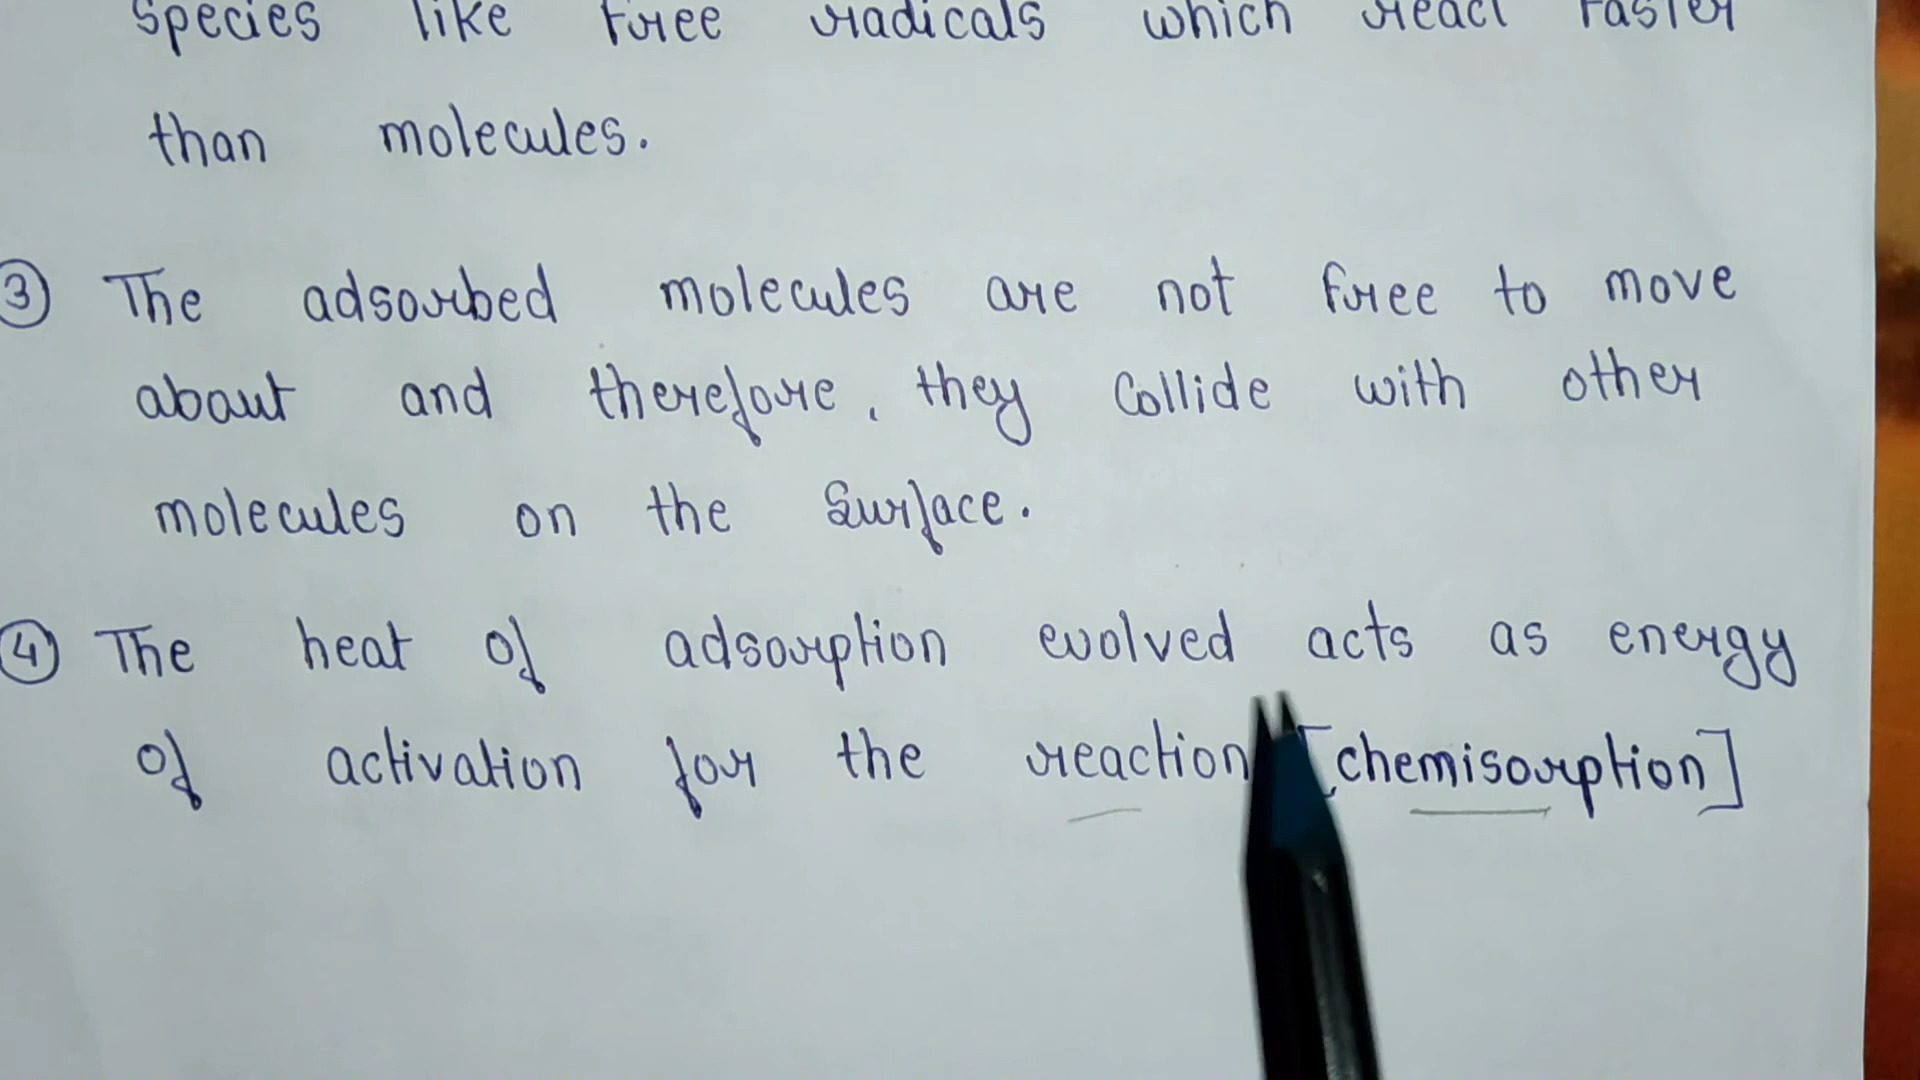 species like free radicals which react faster
than molecules.
③ The adsorbed molecules are not free to move
about and therefore, they collide with other
molecules on the surface.
④ The heat of adsorption evolved acts as energy
of activation for the reaction [chemisorption]